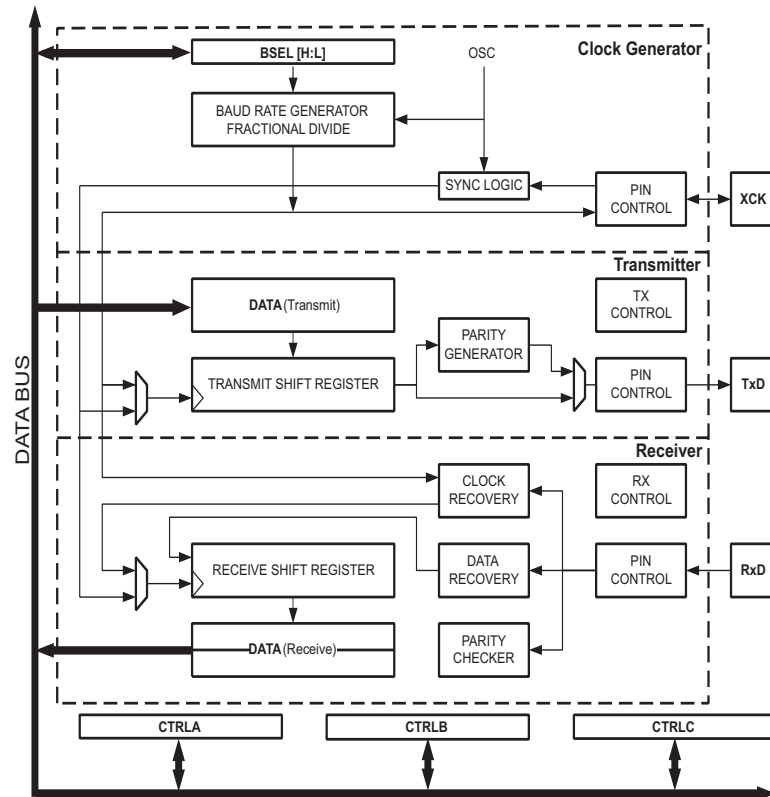 BSEL [H:L]
OSC
Clock Generator
BAUD RATE GENERATOR
FRACTIONAL DIVIDE
SYNC LOGIC
PIN
CONTROL
XCK
Transmitter
DATA (Transmit)
TX
CONTROL
PARITY
GENERATOR
TRANSMIT SHIFT REGISTER
PIN
CONTROL
TxD
DATA BUS
Receiver
CLOCK
RECOVERY
RX
CONTROL
RECEIVE SHIFT REGISTER
DATA
RECOVERY
PIN
CONTROL
RxD
DATA (Receive)
PARITY
CHECKER
CTRLA
CTRLB
CTRLC